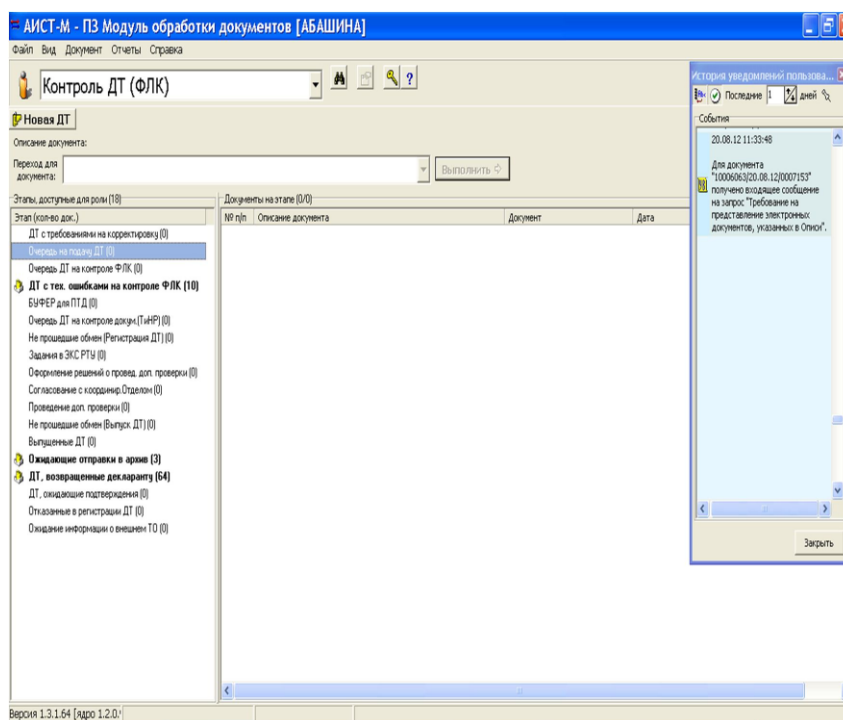 АИСТ-М - ПЗ Модуль обработки документов [АБАШИНА]
Файл Вид Документ Отчеты Справка
Контроль ДТ (ФЛК)
Новая ДТ
Описание документа:
Переход для
документа:
Выполнить
Этапы, доступные для роли (18)
Этап (кол-во док.)
ДТ с требованиями на корректировку (0)
Очередь на подачу ДТ (0)
Очередь ДТ на контроле ФЛК (0)
ДТ с тех. ошибками на контроле ФЛК (10)
БУФЕР для ПТД (0)
Очередь ДТ на контроле докум.(ТиНР) (0)
Не прошедшие обмен (Регистрация ДТ) (0)
Задания в ЭКС РТУ (0)
Оформление решений о провед. доп. проверки (0)
Согласование с координир.Отделом (0)
Проведение доп. проверки (0)
Не прошедшие обмен (Выпуск ДТ) (0)
Выпущенные ДТ (0)
Ожидающие отправки в архив (3)
ДТ, возвращенные декларанту (64)
ДТ, ожидающие подтверждения (0)
Отказанные в регистрации ДТ (0)
Ожидание информации о внешнем ТО (0)
Документы на этапе (0/0)
№ п/п Описание документа Документ Дата
История уведомлений пользова...
Последние 1 дней
События
20.08.12 11:33:48
Для документа
"10006063/20.08.12/0007153"
получено входящее сообщение
на запрос "Требование на
представление электронных
документов, указанных в Описи".
Закрыть
Версия 1.3.1.64 [ядро 1.2.0.